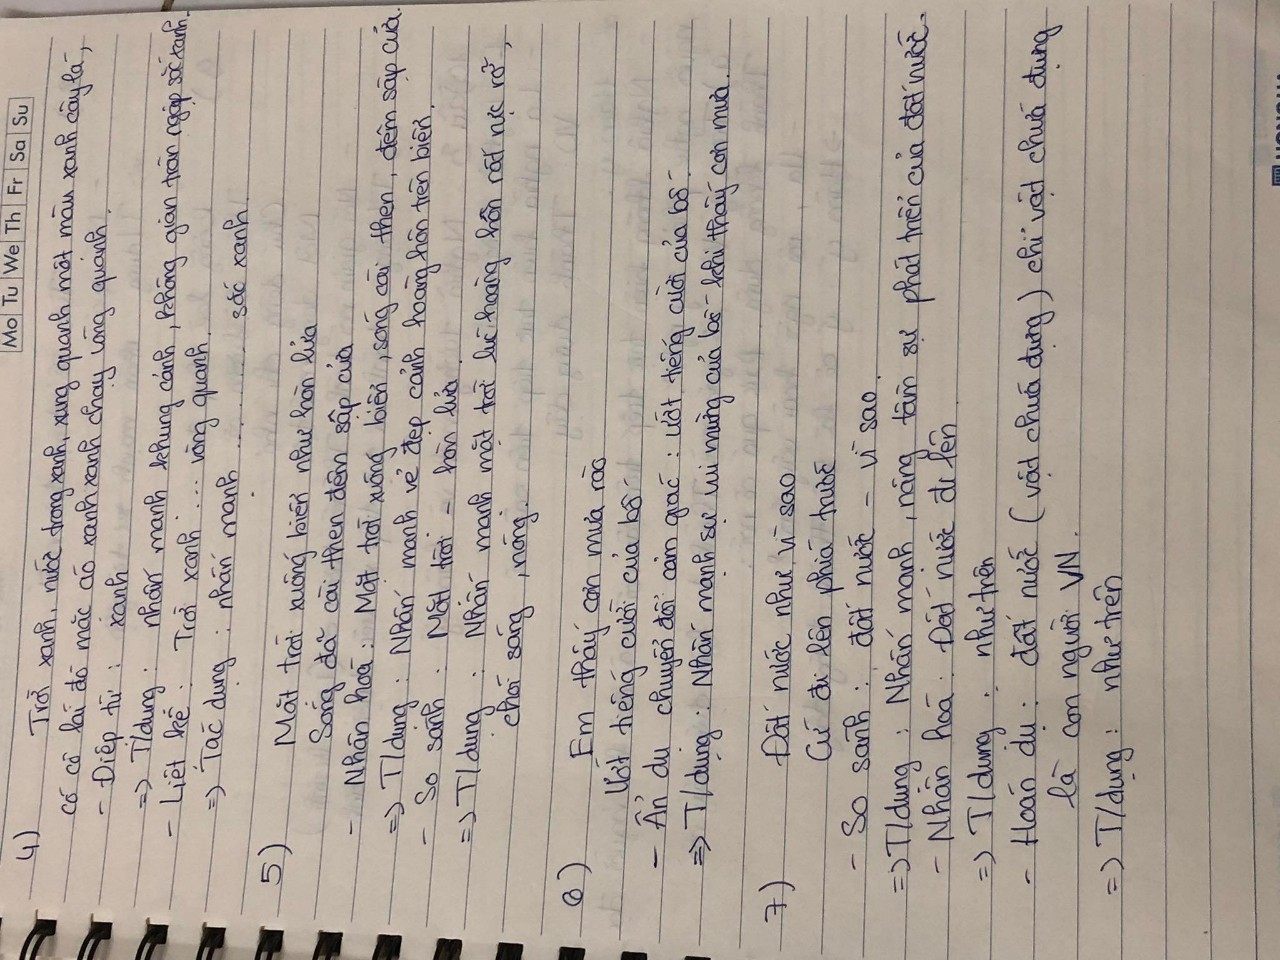 Mo Tu We Th Fr Sa Su
4) Trời xanh, nước trong xanh, xung quanh một màu xanh cây lá,
có cả lái đò mặc áo xanh xanh chạy vòng quanh.
- Điệp từ: xanh
=> T/dụng: nhấn mạnh khung cảnh, không gian tràn ngập sắc xanh.
- Liệt kê: Trời xanh ... vòng quanh
=> Tác dụng: nhấn mạnh ........... sắc xanh
5) Mặt trời xuống biển như hòn lửa
Sóng đã cài then đêm sập cửa
- Nhân hoá: Mặt trời xuống biển, sóng cài then, đêm sập cửa.
=> T/dụng: Nhấn mạnh vẻ đẹp cảnh hoàng hôn trên biển.
- So sánh: Mặt trời - hòn lửa
=> T/dụng: Nhấn mạnh mặt trời lúc hoàng hôn rất rực rỡ,
chói sáng, nóng.
6) Em thấy cơn mưa rào
Ướt tiếng cười của bố
- Ẩn dụ chuyển đổi cảm giác: ướt tiếng cười của bố.
=> T/dụng: Nhấn mạnh sự vui mừng của bố khi thấy cơn mưa.
7) Đất nước như vì sao
Cứ đi lên phía trước
- So sánh: đất nước - vì sao.
=> T/dụng: Nhấn mạnh, nâng tầm sự phát triển của đất nước.
- Nhân hoá: Đất nước đi lên
=> T/dụng: như trên
- Hoán dụ: đất nước (vật chứa đựng) chỉ vật chứa đựng
là con người VN.
=> T/dụng: như trên